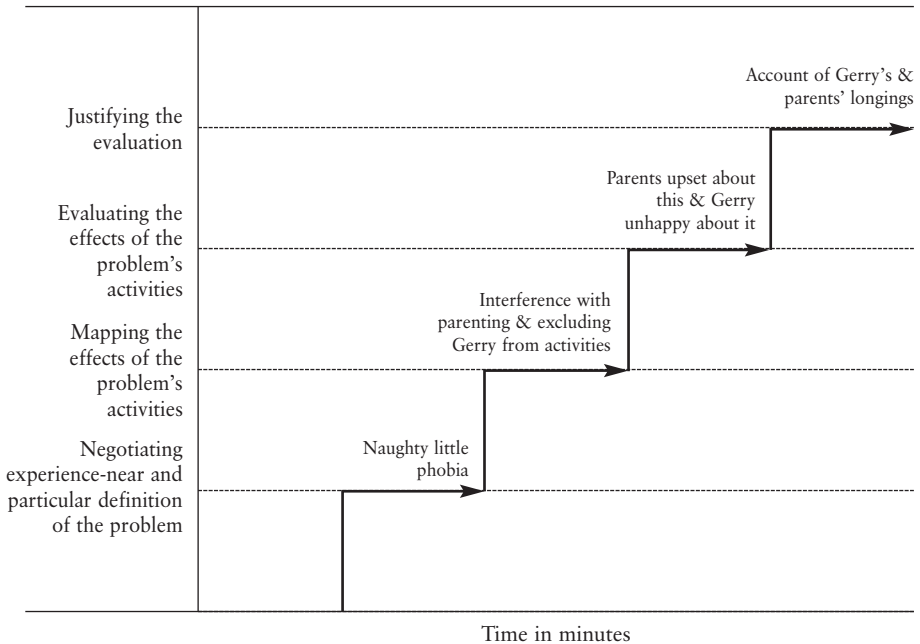 Account of Gerry's &
parents' longings
Justifying the
evaluation
Parents upset about
this & Gerry
unhappy about it
Evaluating the
effects of the
problem's
activities
Interference with
parenting & excluding
Gerry from activities
Mapping the
effects of the
problem's
activities
Naughty little
phobia
Negotiating
experience-near and
particular definition
of the problem
Time in minutes